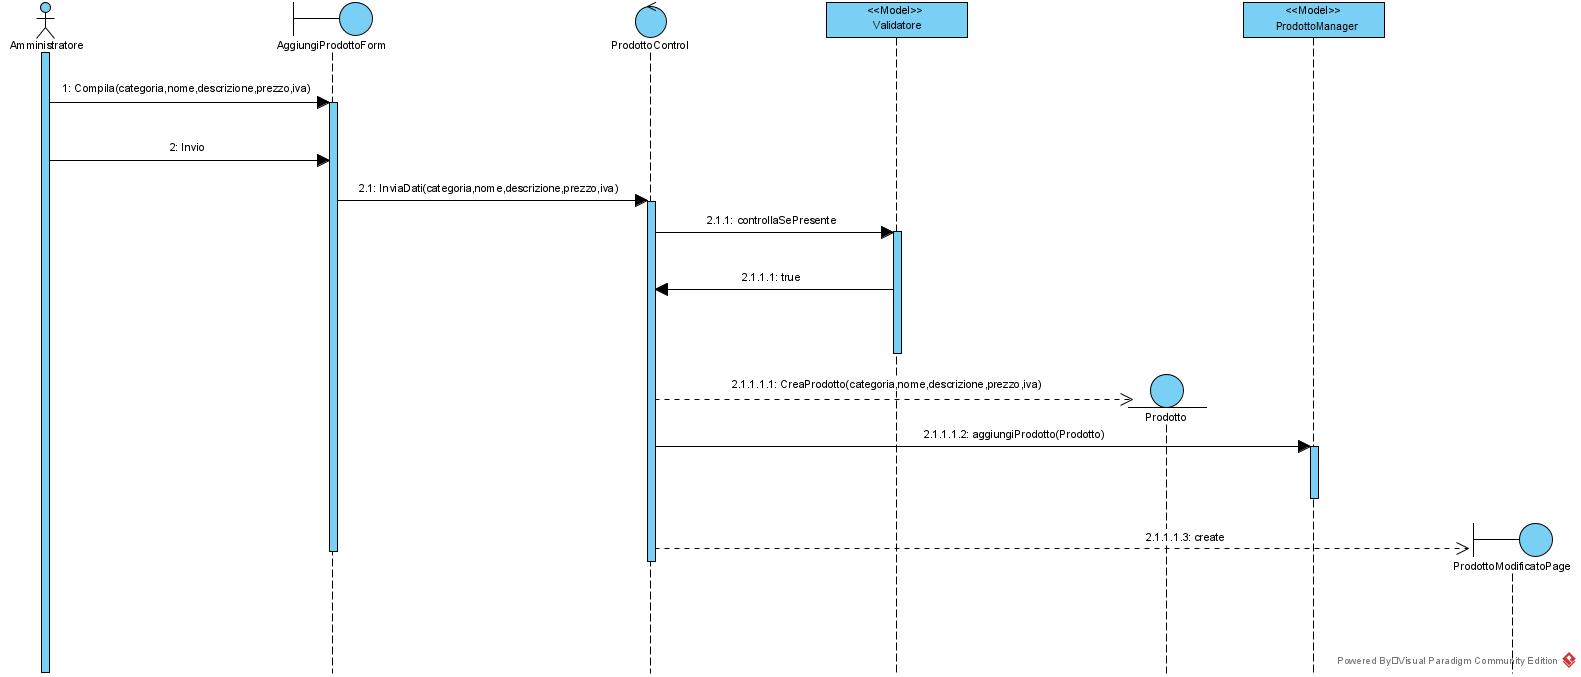 <<Model>>
Validatore
<<Model>>
ProdottoManager
Amministratore
AggiungiProdottoForm
ProdottoControl
1: Compila(categoria,nome,descrizione,prezzo,iva)
2: Invio
2.1: InviaDati(categoria,nome,descrizione,prezzo,iva)
2.1.1: controllaSePresente
2.1.1.1: true
2.1.1.1.1: CreaProdotto(categoria,nome,descrizione,prezzo,iva)
Prodotto
2.1.1.1.2: aggiungiProdotto(Prodotto)
2.1.1.1.3: create
ProdottoModificatoPage
Powered By Visual Paradigm Community Edition